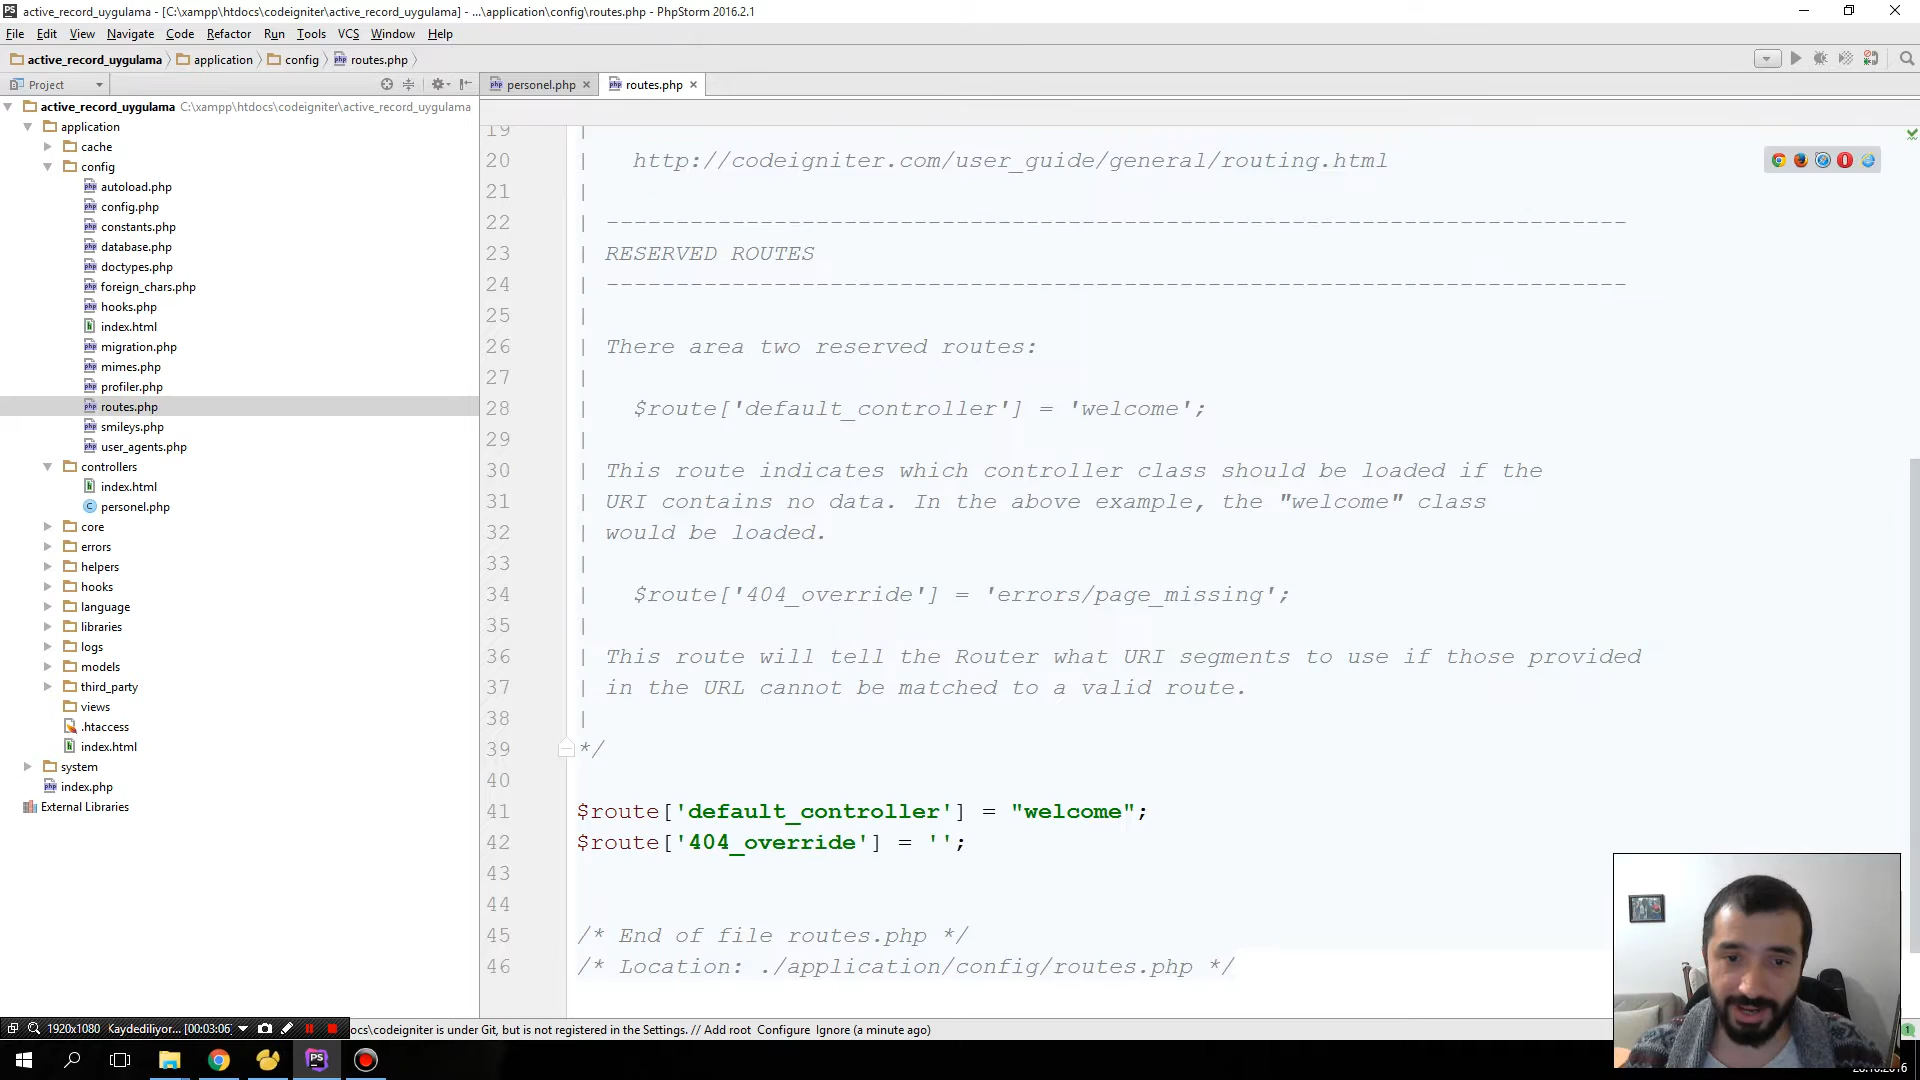 active_record_uygulama - [C:\xampp\htdocs\codeigniter\active_record_uygulama] - ...\application\config\routes.php - PhpStorm 2016.2.1
File Edit View Navigate Code Refactor Run Tools VCS Window Help
active_record_uygulama application config routes.php
Project
personel.php routes.php
active_record_uygulama C:\xampp\htdocs\codeigniter\active_record_uygulama
application
cache
config
autoload.php
config.php
constants.php
database.php
doctypes.php
foreign_chars.php
hooks.php
index.html
migration.php
mimes.php
profiler.php
routes.php
smileys.php
user_agents.php
controllers
index.html
personel.php
core
errors
helpers
hooks
language
libraries
logs
models
third_party
views
.htaccess
index.html
system
index.php
External Libraries
19 |
20 | http://codeigniter.com/user_guide/general/routing.html
21 |
22 | -------------------------------------------------------------------------
23 | RESERVED ROUTES
24 | -------------------------------------------------------------------------
25 |
26 | There area two reserved routes:
27 |
28 | $route['default_controller'] = 'welcome';
29 |
30 | This route indicates which controller class should be loaded if the
31 | URI contains no data. In the above example, the "welcome" class
32 | would be loaded.
33 |
34 | $route['404_override'] = 'errors/page_missing';
35 |
36 | This route will tell the Router what URI segments to use if those provided
37 | in the URL cannot be matched to a valid route.
38 |
39 */
40
41 $route['default_controller'] = "welcome";
42 $route['404_override'] = '';
43
44
45 /* End of file routes.php */
46 /* Location: ./application/config/routes.php */
1920x1080 Kaydediliyor... [00:03:06]
ocs\codeigniter is under Git, but is not registered in the Settings. // Add root Configure Ignore (a minute ago)